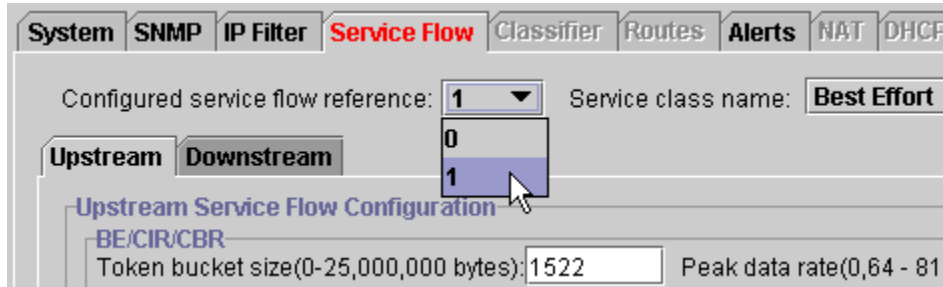 System SNMP IP Filter Service Flow Classifier Routes Alerts NAT DHCP
Configured service flow reference: 1 Service class name: Best Effort
0
1
Upstream Downstream
Upstream Service Flow Configuration
BE/CIR/CBR
Token bucket size(0-25,000,000 bytes): 1522 Peak data rate(0,64 - 81